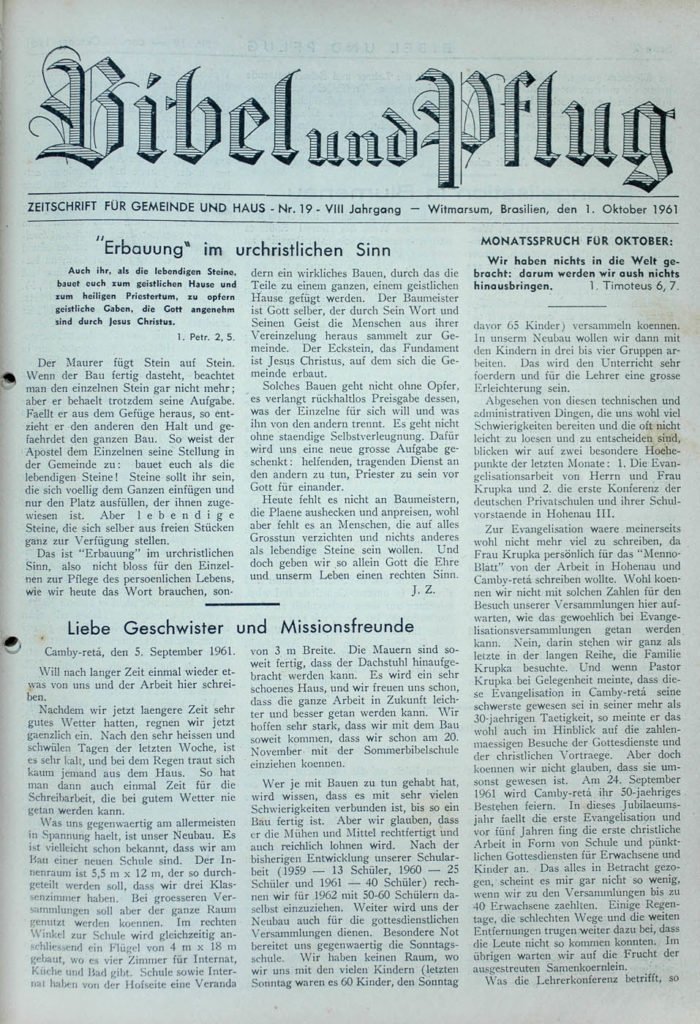 Bibel und Pflug
ZEITSCHRIFT FÜR GEMEINDE UND HAUS - Nr. 19 - VIII Jahrgang — Witmarsum, Brasilien, den 1. Oktober 1961
"Erbauung" im urchristlichen Sinn
Auch ihr, als die lebendigen Steine,
bauet euch zum geistlichen Hause und
zum heiligen Priestertum, zu opfern
geistliche Gaben, die Gott angenehm
sind durch Jesus Christus.
1. Petr. 2, 5.
Der Maurer fügt Stein auf Stein.
Wenn der Bau fertig dasteht, beachtet
man den einzelnen Stein gar nicht mehr;
aber er behaelt trotzdem seine Aufgabe.
Faellt er aus dem Gefüge heraus, so ent-
zieht er den anderen den Halt und ge-
faehrdet den ganzen Bau. So weist der
Apostel dem Einzelnen seine Stellung in
der Gemeinde zu: bauet euch als die
lebendigen Steine! Steine sollt ihr sein,
die sich voellig dem Ganzen einfügen und
nur den Platz ausfüllen, der ihnen zuge-
wiesen ist. Aber l e b e n d i g e
Steine, die sich selber aus freien Stücken
ganz zur Verfügung stellen.
Das ist "Erbauung" im urchristlichen
Sinn, also nicht bloss für den Einzel-
nen zur Pflege des persoenlichen Lebens,
wie wir heute das Wort brauchen, son-
dern ein wirkliches Bauen, durch das die
Teile zu einem ganzen, einem geistlichen
Hause gefügt werden. Der Baumeister
ist Gott selber, der durch Sein Wort und
Seinen Geist die Menschen aus ihrer
Vereinzelung heraus sammelt zur Ge-
meinde. Der Eckstein, das Fundament
ist Jesus Christus, auf dem sich die Ge-
meinde erbaut.
Solches Bauen geht nicht ohne Opfer,
es verlangt rückhaltlos Preisgabe dessen,
was der Einzelne für sich will und was
ihn von den andern trennt. Es geht nicht
ohne staendige Selbstverleugnung. Dafür
wird uns eine neue grosse Aufgabe ge-
schenkt: helfenden, tragenden Dienst an
den andern zu tun, Priester zu sein vor
Gott für einander.
Heute fehlt es nicht an Baumeistern,
die Plaene aushecken und anpreisen, wohl
aber fehlt es an Menschen, die auf alles
Grosstun verzichten und nichts anderes
als lebendige Steine sein wollen. Und
doch geben wir so allein Gott die Ehre
und unserm Leben einen rechten Sinn.
J. Z.
Liebe Geschwister und Missionsfreunde
Camby-retá, den 5. September 1961.
Will nach langer Zeit einmal wieder et-
was von uns und der Arbeit hier schrei-
ben.
Nachdem wir jetzt laengere Zeit sehr
gutes Wetter hatten, regnen wir jetzt
gaenzlich ein. Nach den sehr heissen und
schwülen Tagen der letzten Woche, ist
es sehr kalt, und bei dem Regen traut sich
kaum jemand aus dem Haus. So hat
man dann auch einmal Zeit für die
Schreibarbeit, die bei gutem Wetter nie
getan werden kann.
Was uns gegenwaertig am allermeisten
in Spannung haelt, ist unser Neubau. Es
ist vielleicht schon bekannt, dass wir am
Bau einer neuen Schule sind. Der In-
nenraum ist 5,5 m x 12 m, der so durch-
geteilt werden soll, dass wir drei Klas-
senzimmer haben. Bei groesseren Ver-
sammlungen soll aber der ganze Raum
genutzt werden koennen. Im rechten
Winkel zur Schule wird gleichzeitig an-
schliessend ein Flügel von 4 m x 18 m
gebaut, wo es vier Zimmer für Internat,
Küche und Bad gibt. Schule sowie Inter-
nat haben von der Hofseite eine Veranda
von 3 m Breite. Die Mauern sind so-
weit fertig, dass der Dachstuhl hinaufge-
bracht werden kann. Es wird ein sehr
schoenes Haus, und wir freuen uns schon,
dass die ganze Arbeit in Zukunft leich-
ter und besser getan werden kann. Wir
hoffen sehr stark, dass wir mit dem Bau
soweit kommen, dass wir schon am 20.
November mit der Sommerbibelschule
einziehen koennen.
Wer je mit Bauen zu tun gehabt hat,
wird wissen, dass es mit sehr vielen
Schwierigkeiten verbunden ist, bis so ein
Bau fertig ist. Aber wir glauben, dass
er die Mühen und Mittel rechtfertigt und
auch reichlich lohnen wird. Nach der
bisherigen Entwicklung unser Schular-
beit (1959 — 13 Schüler, 1960 — 25
Schüler und 1961 — 40 Schüler) rech-
nen wir für 1962 mit 50-60 Schülern da-
selbst einzuziehen. Weiter wird uns der
Neubau auch für die gottesdienstlichen
Versammlungen dienen. Besondere Not
bereitet uns gegenwaertig die Sonntags-
schule. Wir haben keinen Raum, wo
wir uns mit den vielen Kindern (letzten
Sonntag waren es 60 Kinder, den Sonntag
MONATSSPRUCH FÜR OKTOBER:
Wir haben nichts in die Welt ge-
bracht: darum werden wir aush nichts
hinausbringen. 1. Timoteus 6, 7.
davor 65 Kinder) versammeln koennen.
In unserm Neubau wollen wir dann mit
den Kindern in drei bis vier Gruppen ar-
beiten. Das wird den Unterricht sehr
foerdern und für die Lehrer eine grosse
Erleichterung sein.
Abgesehen von diesen technischen und
administrativen Dingen, die uns wohl viel
Schwierigkeiten bereiten und die oft nicht
leicht zu loesen und zu entscheiden sind,
blicken wir auf zwei besondere Hoehe-
punkte der letzten Monate: 1. Die Evan-
gelisationsarbeit von Herrn und Frau
Krupka und 2. die erste Konferenz der
deutschen Privatschulen und ihrer Schul-
vorstaende in Hohenau III.
Zur Evangelisation waere meinerseits
wohl nicht mehr viel zu schreiben, da
Frau Krupka persönlich für das "Menno-
Blatt" von der Arbeit in Hohenau und
Camby-retá schreiben wollte. Wohl koen-
nen wir nicht mit solchen Zahlen für den
Besuch unserer Versammlungen hier auf-
warten, wie das gewoehlich bei Evange-
lisationsversammlungen getan werden
kann. Nein, darin stehen wir ganz als
letzte in der langen Reihe, die Familie
Krupka besuchte. Und wenn Pastor
Krupka bei Gelegenheit meinte, dass die-
se Evangelisation in Camby-retá seine
schwerste gewesen sei in seiner mehr als
30-jaehrigen Taetigkeit, so meinte er das
wohl auch im Hinblick auf die zahlen-
maessigen Besuche der Gottesdienste und
der christlichen Vortraege. Aber doch
koennen wir nicht glauben, dass sie um-
sonst gewesen ist. Am 24. September
1961 wird Camby-retá ihr 50-jaehriges
Bestehen feiern. In dieses Jubilaeums-
jahr faellt die erste Evangelisation und
vor fünf Jahren fing die erste christliche
Arbeit in Form von Schule und pünkt-
lichen Gottesdiensten für Erwachsene und
Kinder an. Das alles in Betracht gezo-
gen, scheint es mir gar nicht so wenig,
wenn wir zu den Versammlungen bis zu
40 Erwachsene zaehlten. Einige Regen-
tage, die schlechten Wege und die weiten
Entfernungen trugen weiter dazu bei, dass
die Leute nicht so kommen konnten. Im
übrigen warten wir auf die Frucht der
ausgestreuten Samenkoernlein.
Was die Lehrerkonferenz betrifft, so